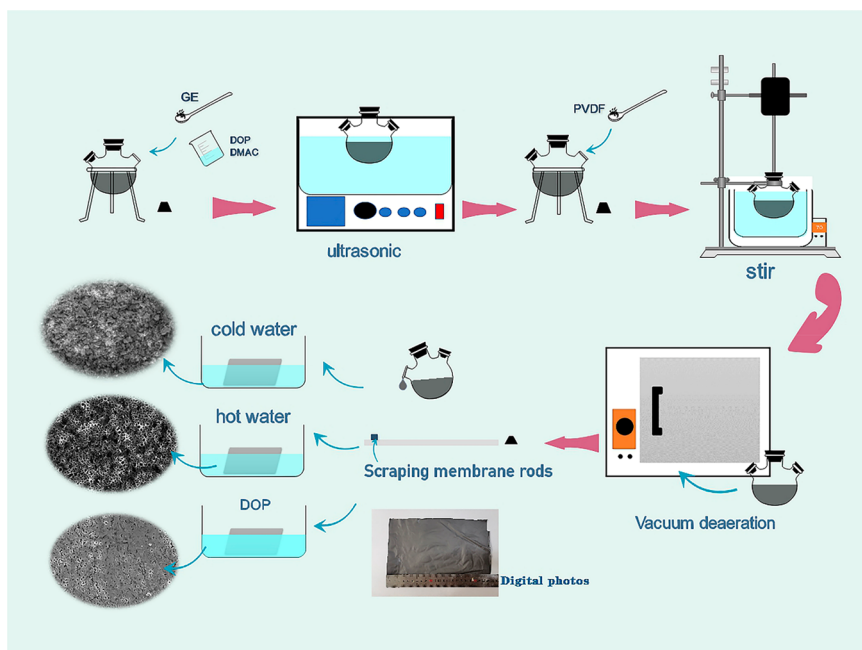 GE
DOP
DMAC
ultrasonic
PVDF
stir
cold water
hot water
Scraping membrane rods
Vacuum deaeration
DOP
Digital photos